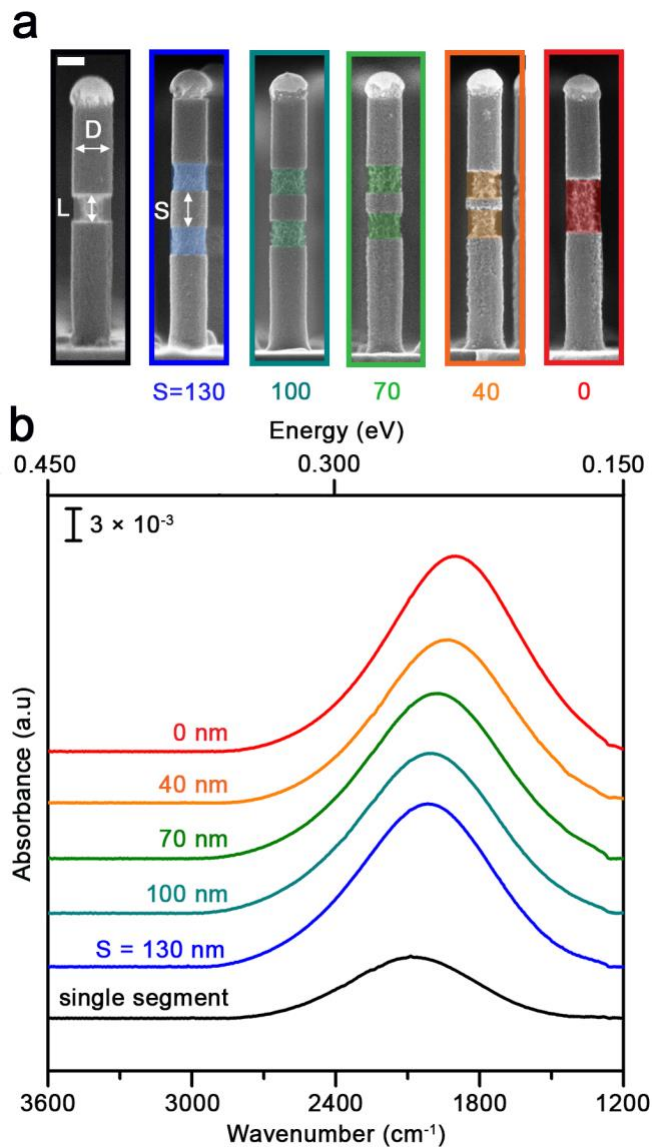 a
D
L
S
S=130 100 70 40 0
b
Energy (eV)
0.450 0.300 0.150
3 × 10-3
0 nm
40 nm
70 nm
100 nm
S = 130 nm
single segment
Absorbance (a.u)
3600 3000 2400 1800 1200
Wavenumber (cm-1)